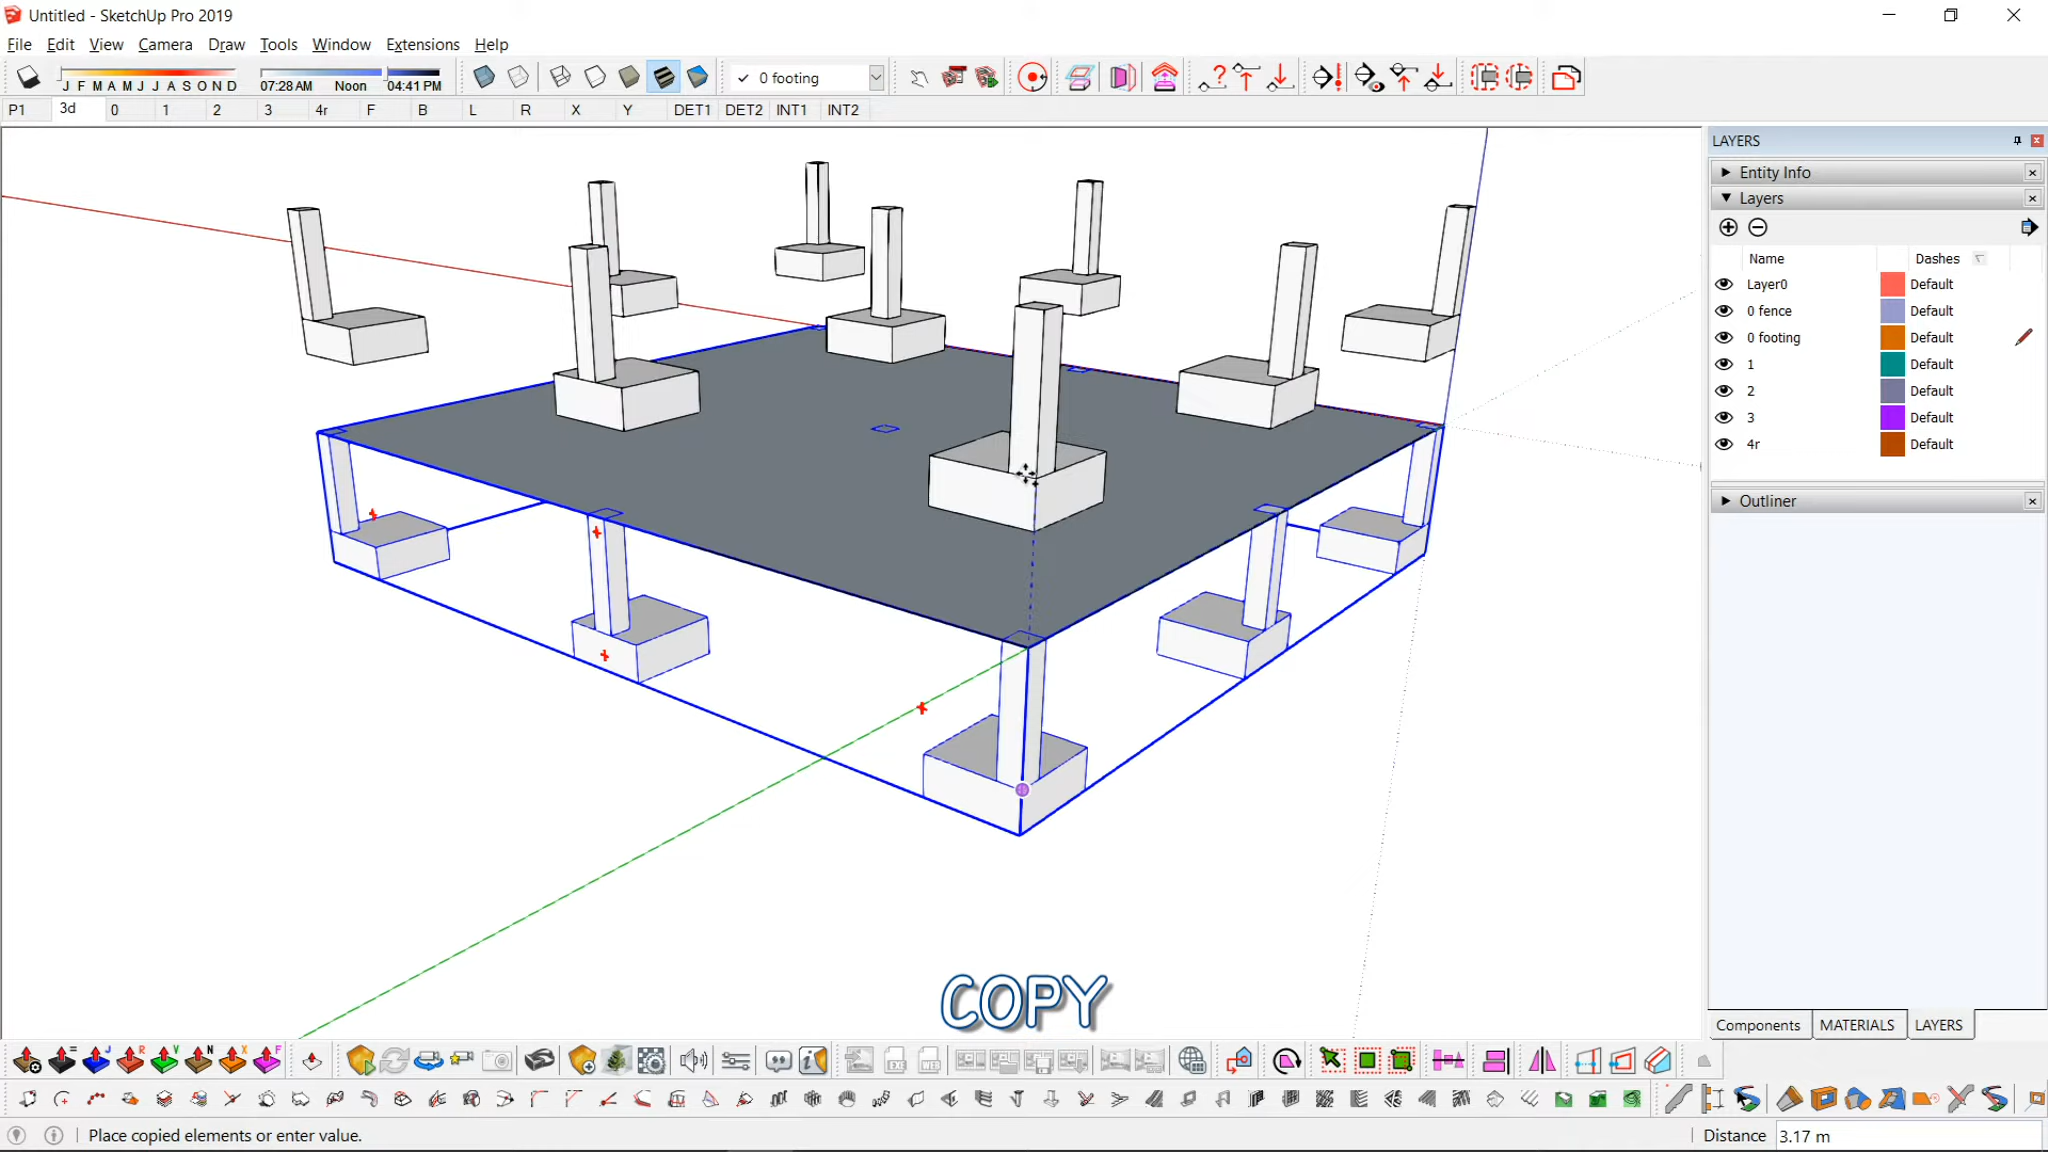 Untitled - SketchUp Pro 2019
File Edit View Camera Draw Tools Window Extensions Help
J F M A M J J A S O N D
07:28 AM Noon 04:41 PM
✓ 0 footing
P1 3d 0 1 2 3 4r F B L R X Y DET1 DET2 INT1 INT2
LAYERS
Entity Info
Layers
Name Dashes
Layer0 Default
0 fence Default
0 footing Default
1 Default
2 Default
3 Default
4r Default
Outliner
COPY
Components MATERIALS LAYERS
Place copied elements or enter value.
Distance 3.17 m